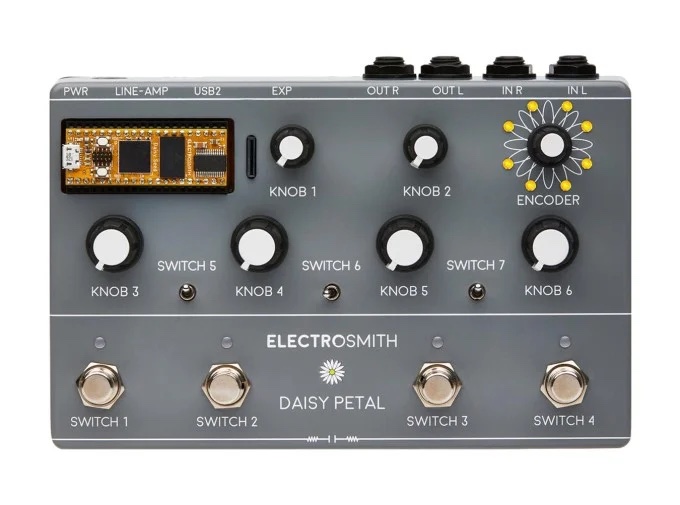 PWR LINE-AMP USB2 EXP OUT R OUT L IN R IN L
KNOB 1 KNOB 2 ENCODER
KNOB 3 SWITCH 5 KNOB 4 SWITCH 6 KNOB 5 SWITCH 7 KNOB 6
ELECTROSMITH
DAISY PETAL
SWITCH 1 SWITCH 2 SWITCH 3 SWITCH 4